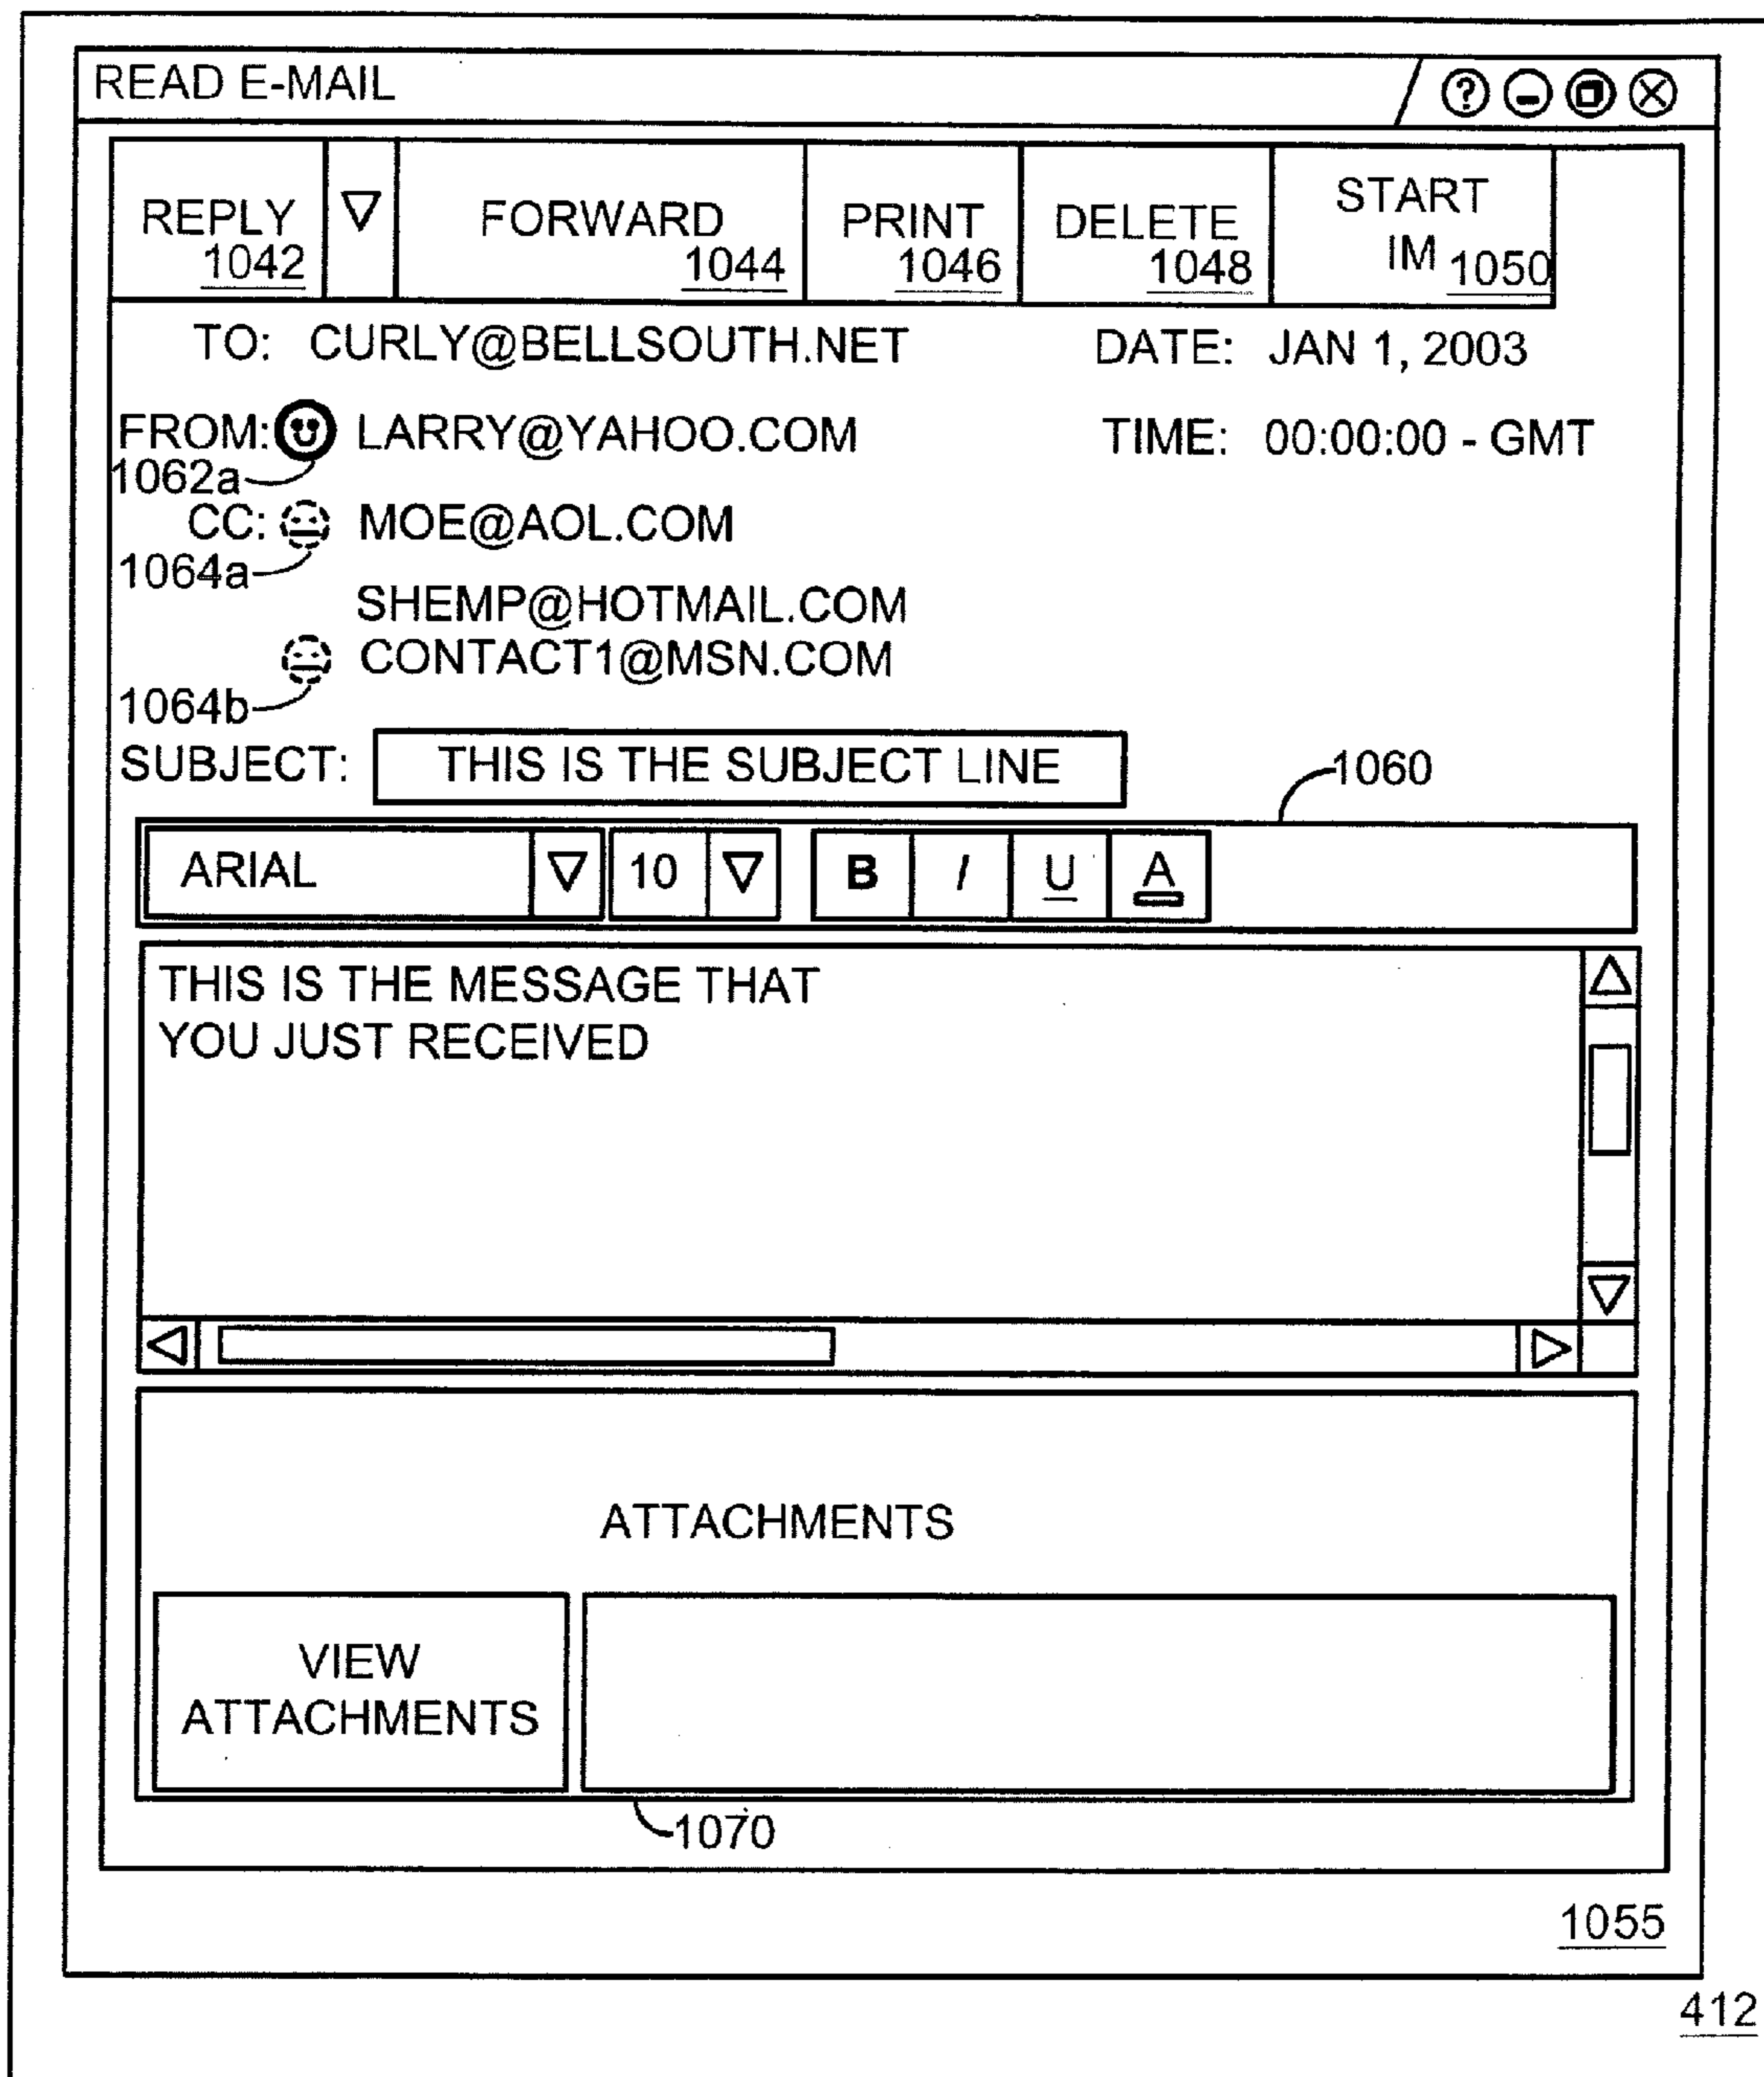 READ E-MAIL ?
REPLY 1042
FORWARD 1044
PRINT 1046
DELETE 1048
START IM 1050
TO: CURLY@BELLSOUTH.NET DATE: JAN 1, 2003
FROM: LARRY@YAHOO.COM TIME: 00:00:00 - GMT
1062a
CC: MOE@AOL.COM
1064a
SHEMP@HOTMAIL.COM
CONTACT1@MSN.COM
1064b
SUBJECT: THIS IS THE SUBJECT LINE
1060
ARIAL 10 B I U A
THIS IS THE MESSAGE THAT
YOU JUST RECEIVED
ATTACHMENTS
VIEW
ATTACHMENTS
1070
1055
412